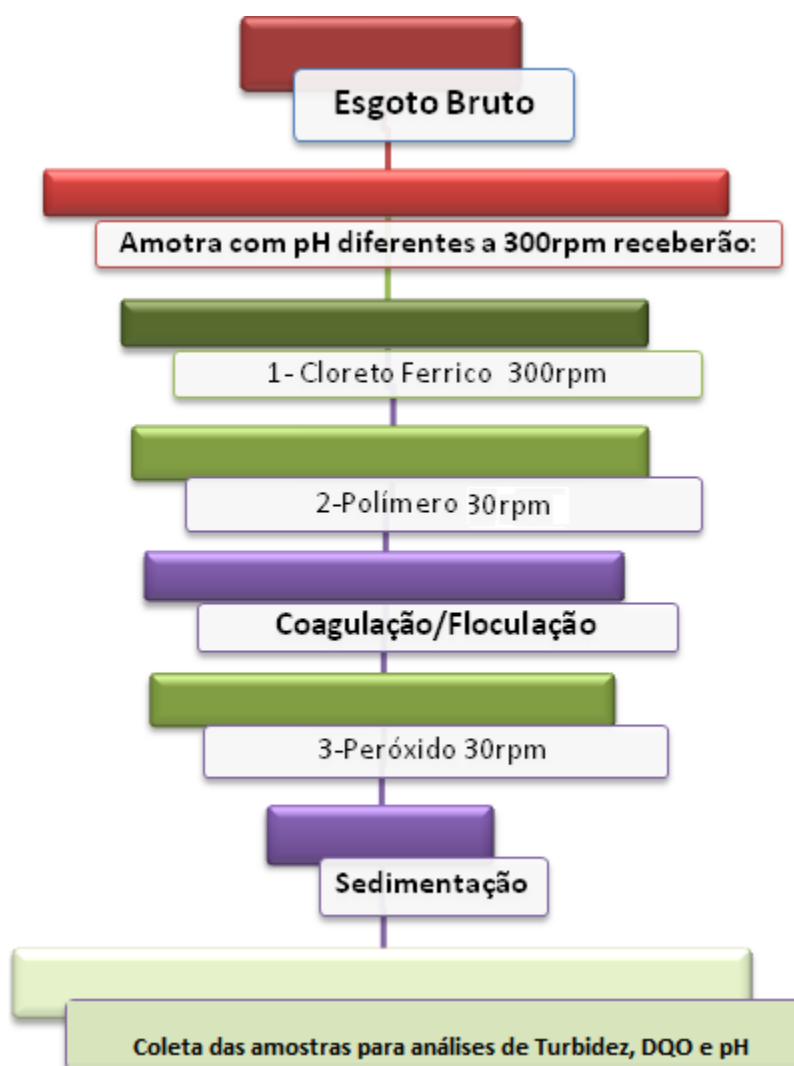 Esgoto Bruto
Amotra com pH diferentes a 300rpm receberão:
1- Cloreto Ferrico 300rpm
2-Polímero 30rpm
Coagulação/Floculação
3-Peróxido 30rpm
Sedimentação
Coleta das amostras para análises de Turbidez, DQO e pH